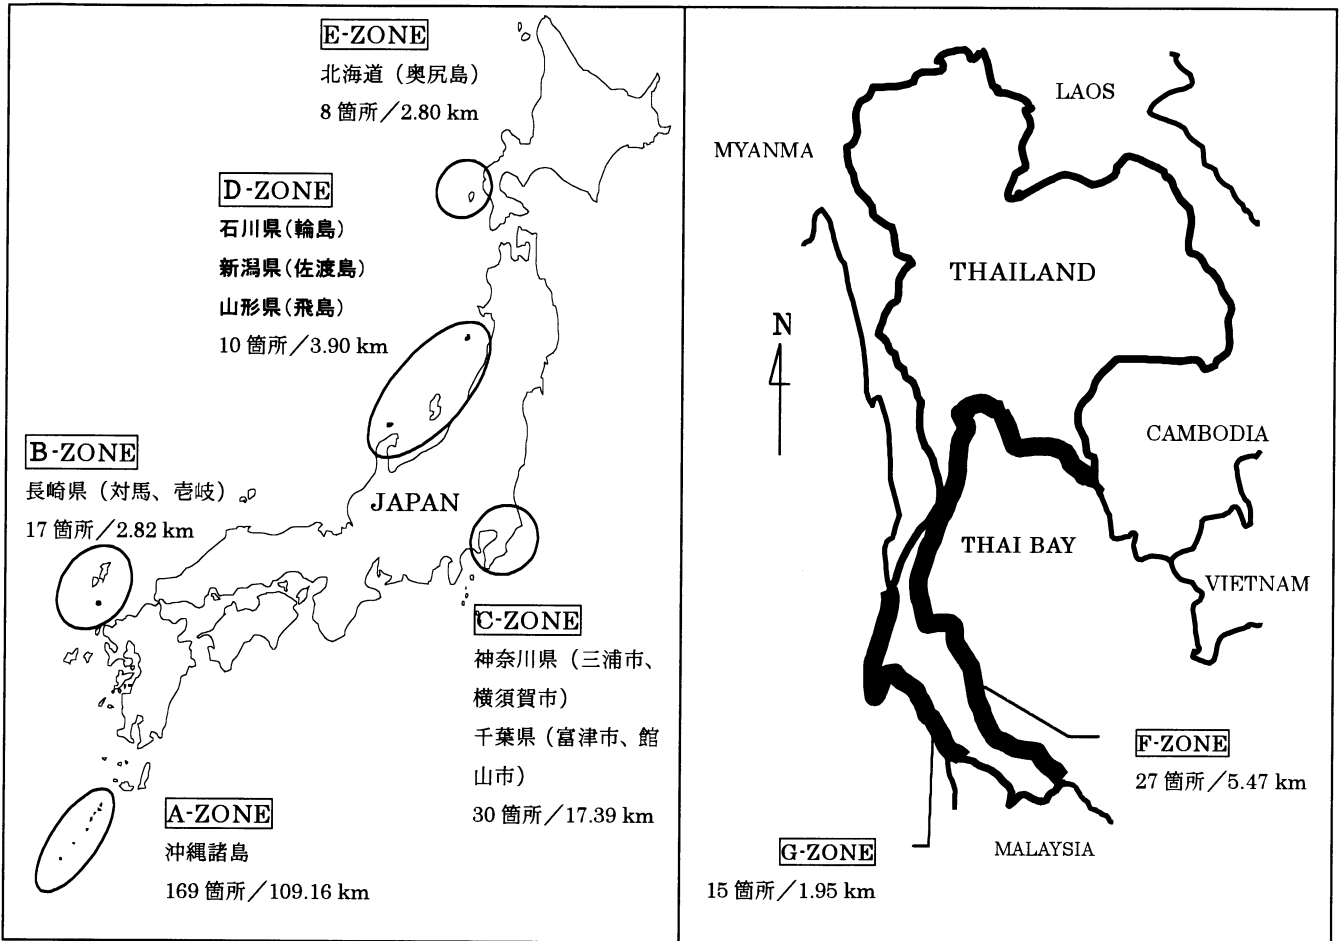 E-ZONE
北海道（奥尻島）
8 箇所／2.80 km
D-ZONE
石川県（輪島）
新潟県（佐渡島）
山形県（飛島）
10 箇所／3.90 km
B-ZONE
長崎県（対馬、壱岐）
17 箇所／2.82 km
JAPAN
C-ZONE
神奈川県（三浦市、
横須賀市）
千葉県（富津市、館
山市）
30 箇所／17.39 km
A-ZONE
沖縄諸島
169 箇所／109.16 km
LAOS
MYANMA
THAILAND
N
CAMBODIA
THAI BAY
VIETNAM
F-ZONE
27 箇所／5.47 km
G-ZONE
15 箇所／1.95 km
MALAYSIA